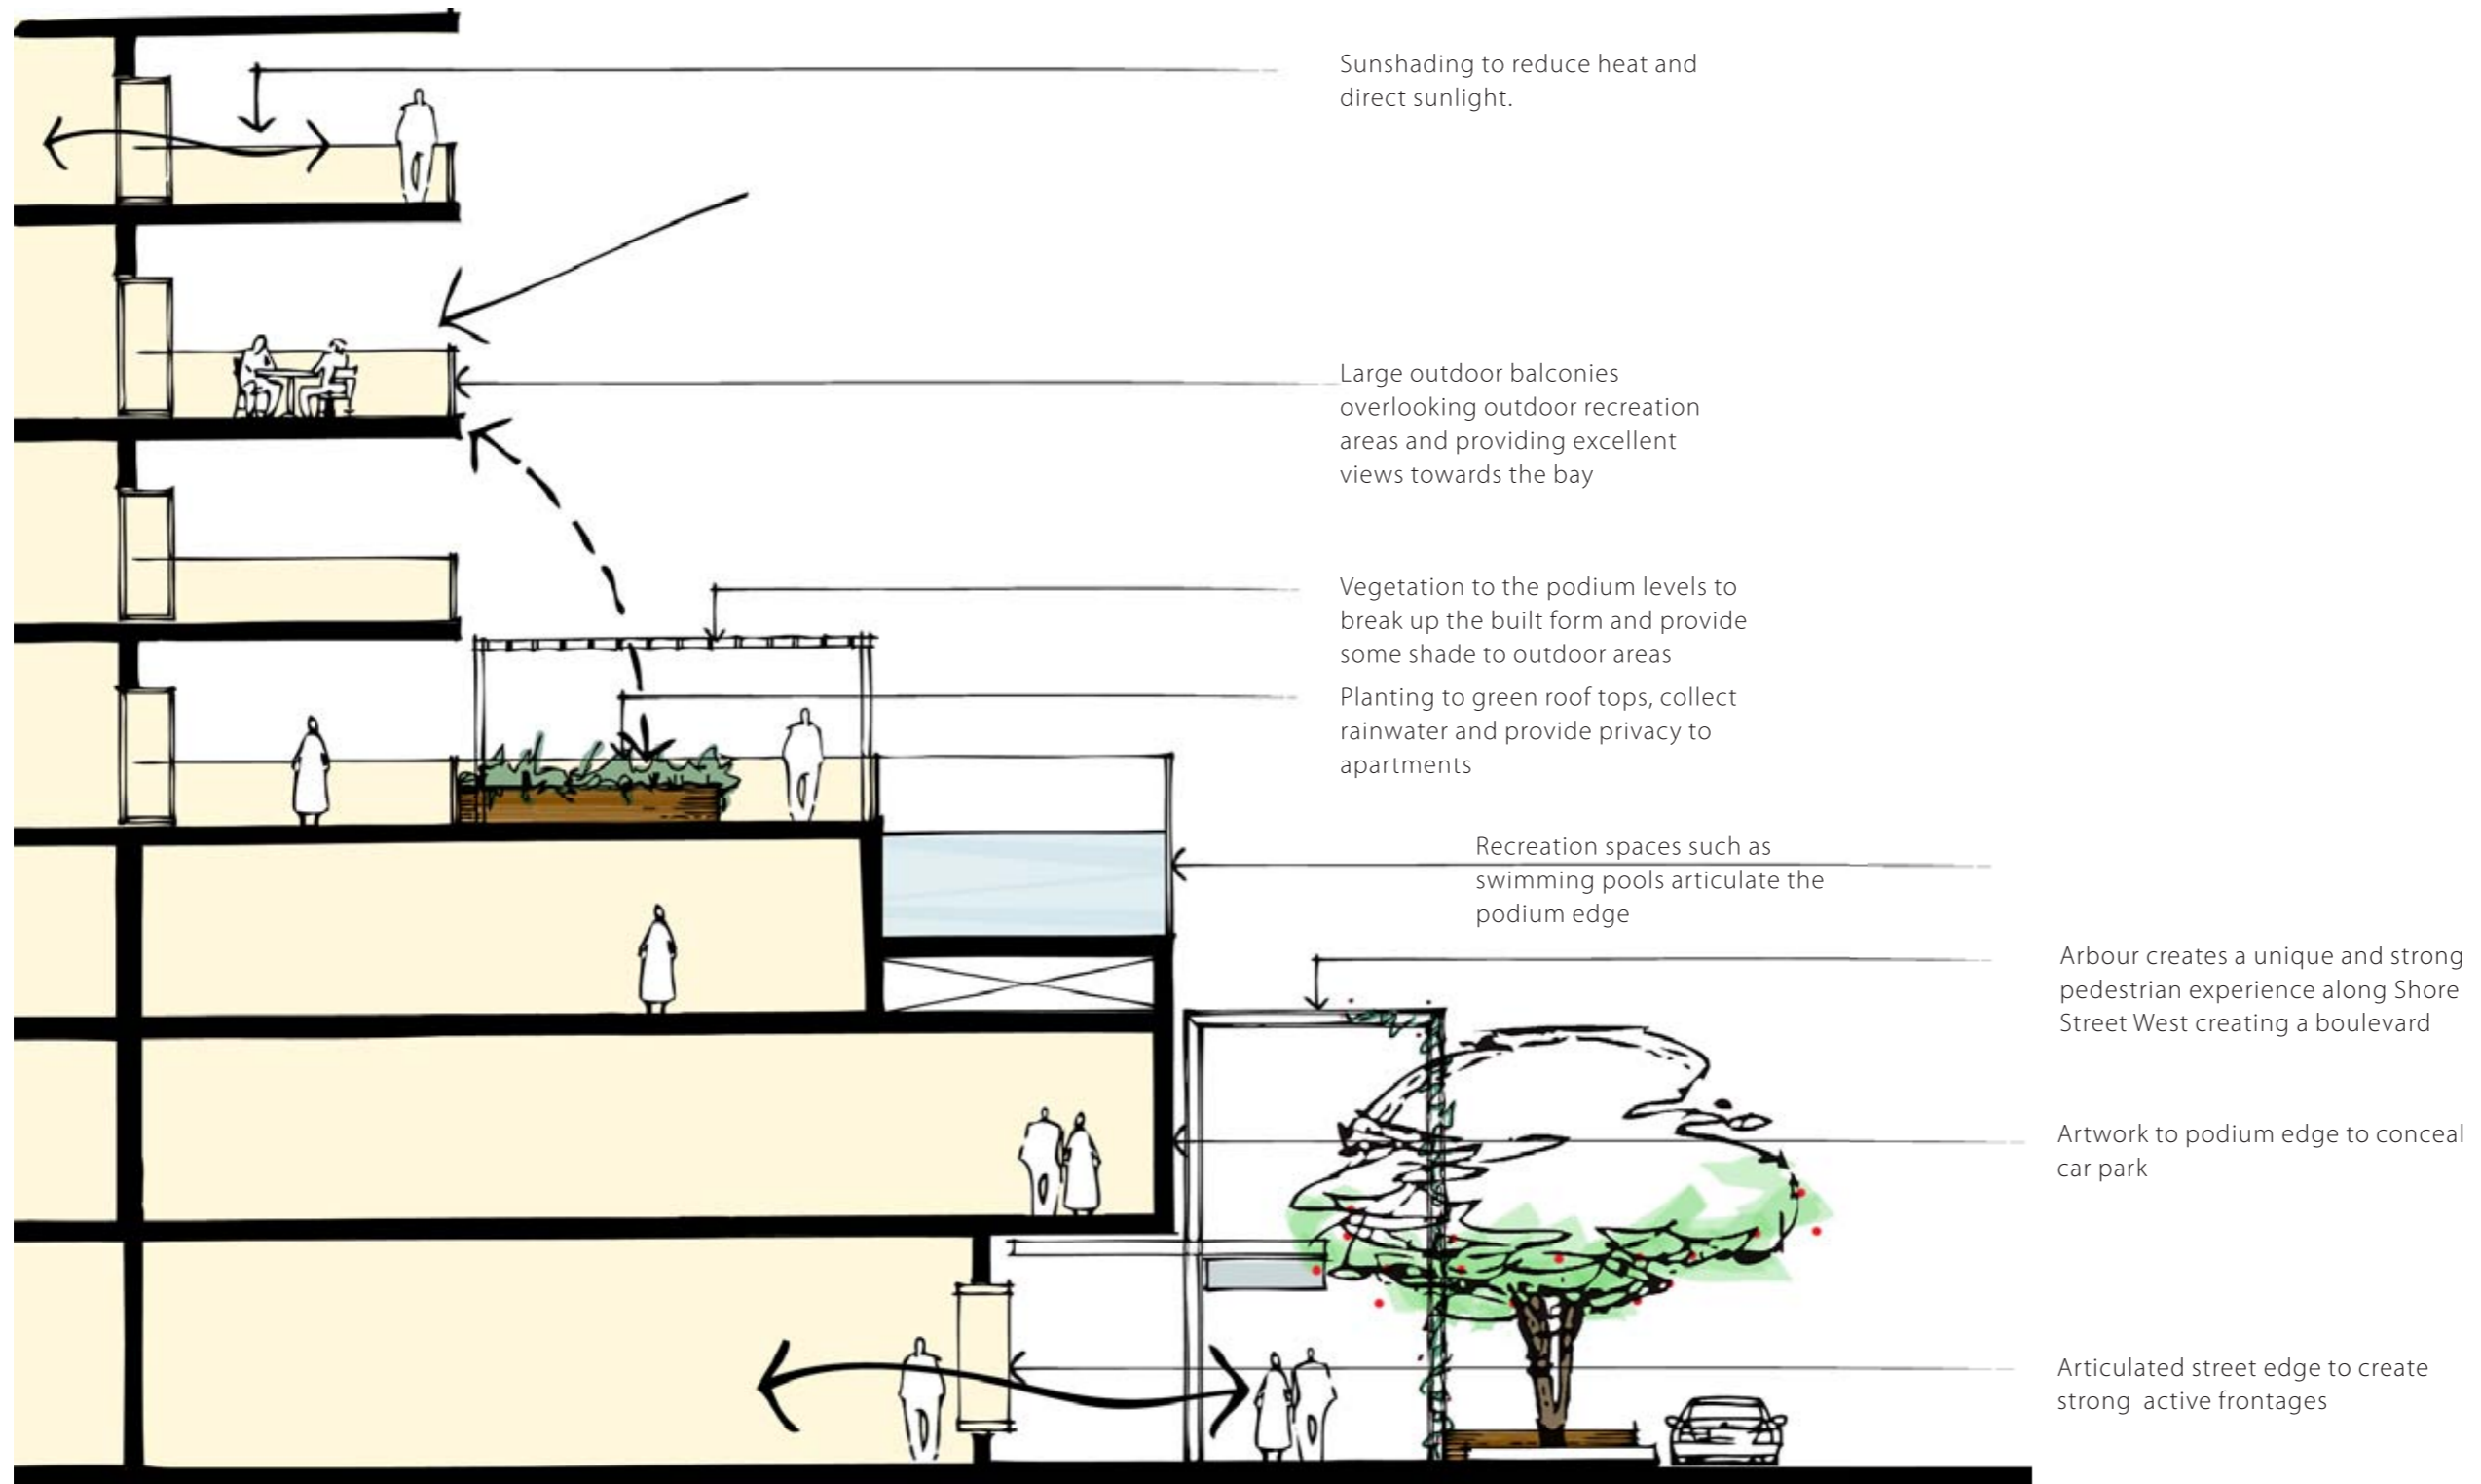 Sunshading to reduce heat and
direct sunlight.
Large outdoor balconies
overlooking outdoor recreation
areas and providing excellent
views towards the bay
Vegetation to the podium levels to
break up the built form and provide
some shade to outdoor areas
Planting to green roof tops, collect
rainwater and provide privacy to
apartments
Recreation spaces such as
swimming pools articulate the
podium edge
Arbour creates a unique and strong
pedestrian experience along Shore
Street West creating a boulevard
Artwork to podium edge to conceal
car park
Articulated street edge to create
strong active frontages